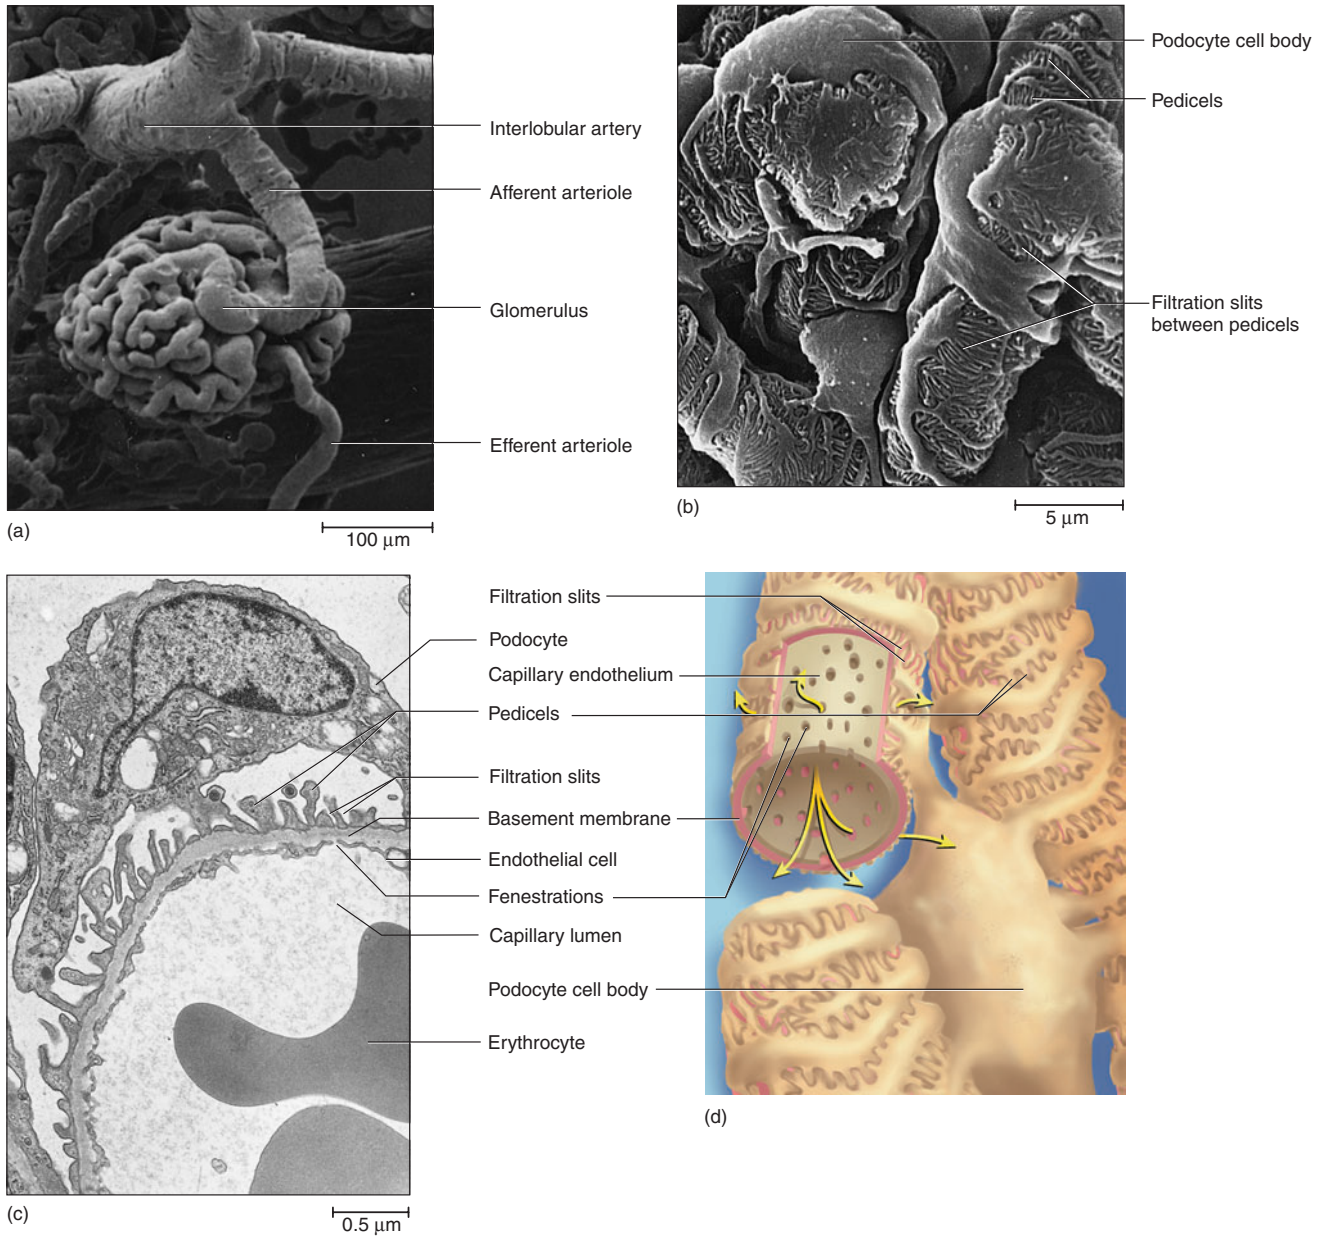 Interlobular artery
Afferent arteriole
Glomerulus
Efferent arteriole
(a)
100 μm
Podocyte cell body
Pedicels
Filtration slits
between pedicels
(b)
5 μm
Filtration slits
Podocyte
Capillary endothelium
Pedicels
Filtration slits
Basement membrane
Endothelial cell
Fenestrations
Capillary lumen
Podocyte cell body
Erythrocyte
(c)
0.5 μm
(d)